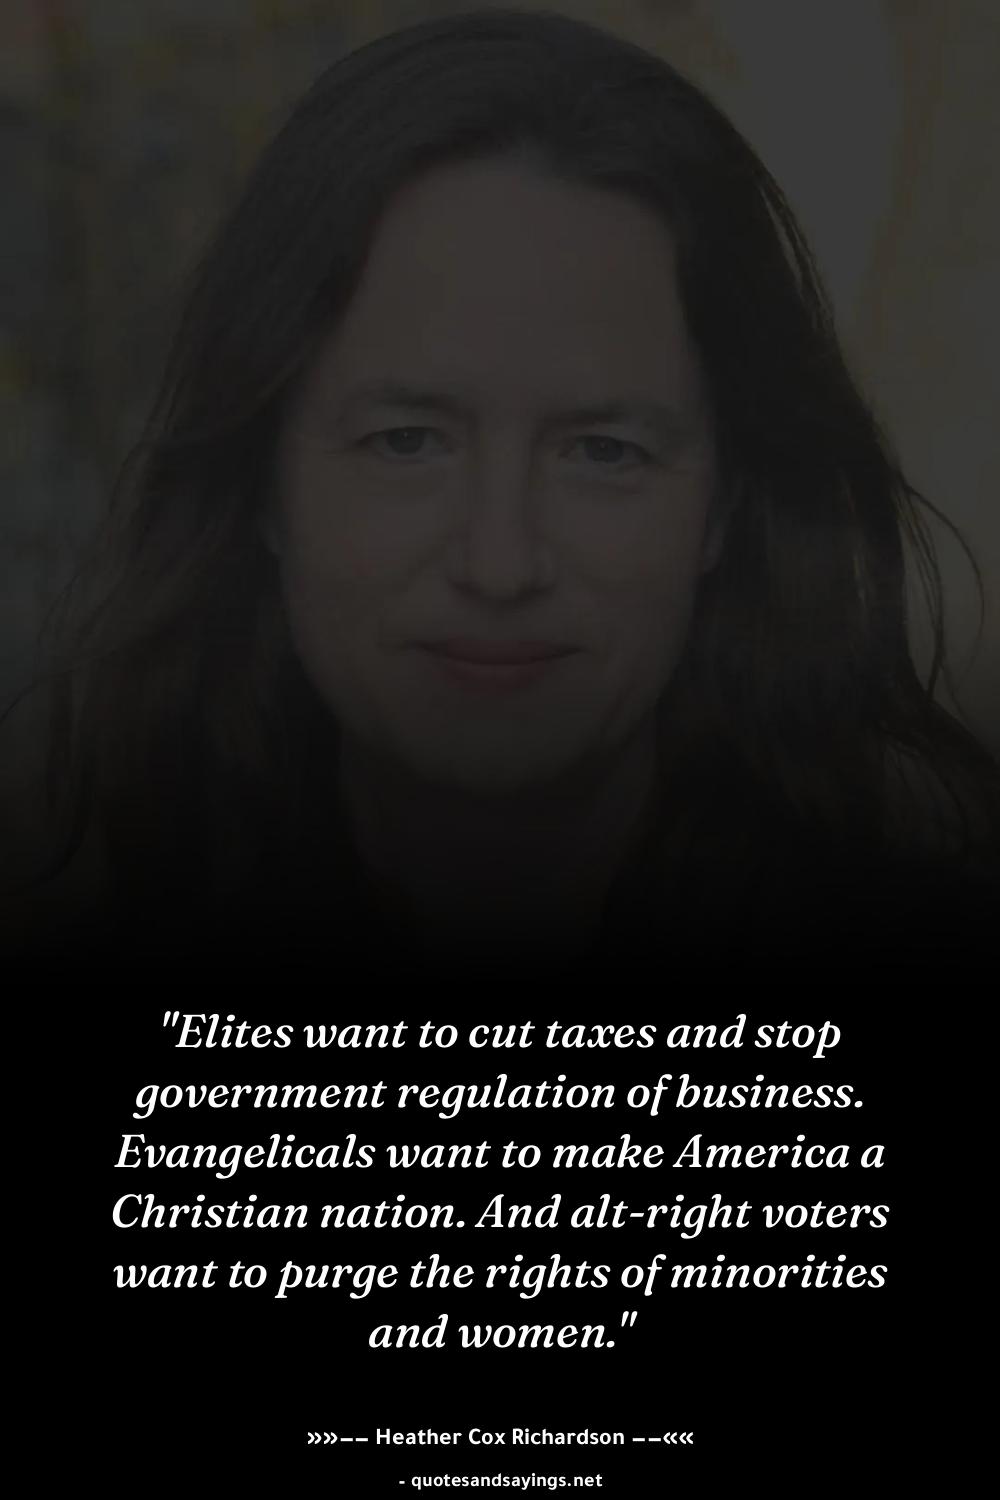 "Elites want to cut taxes and stop
government regulation of business.
Evangelicals want to make America a
Christian nation. And alt-right voters
want to purge the rights of minorities
and women."
»»−− Heather Cox Richardson −−««
- quotesandsayings.net